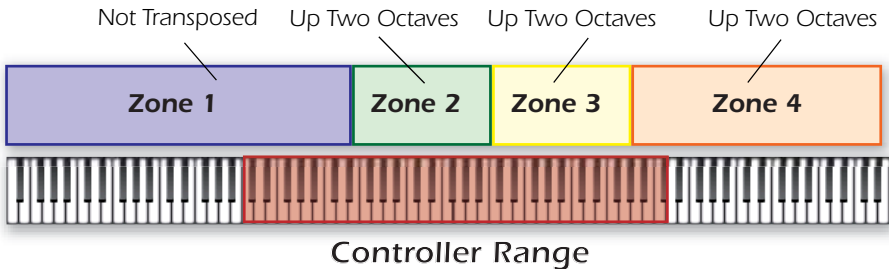 Not Transposed Up Two Octaves Up Two Octaves Up Two Octaves
Zone 1 Zone 2 Zone 3 Zone 4
Controller Range